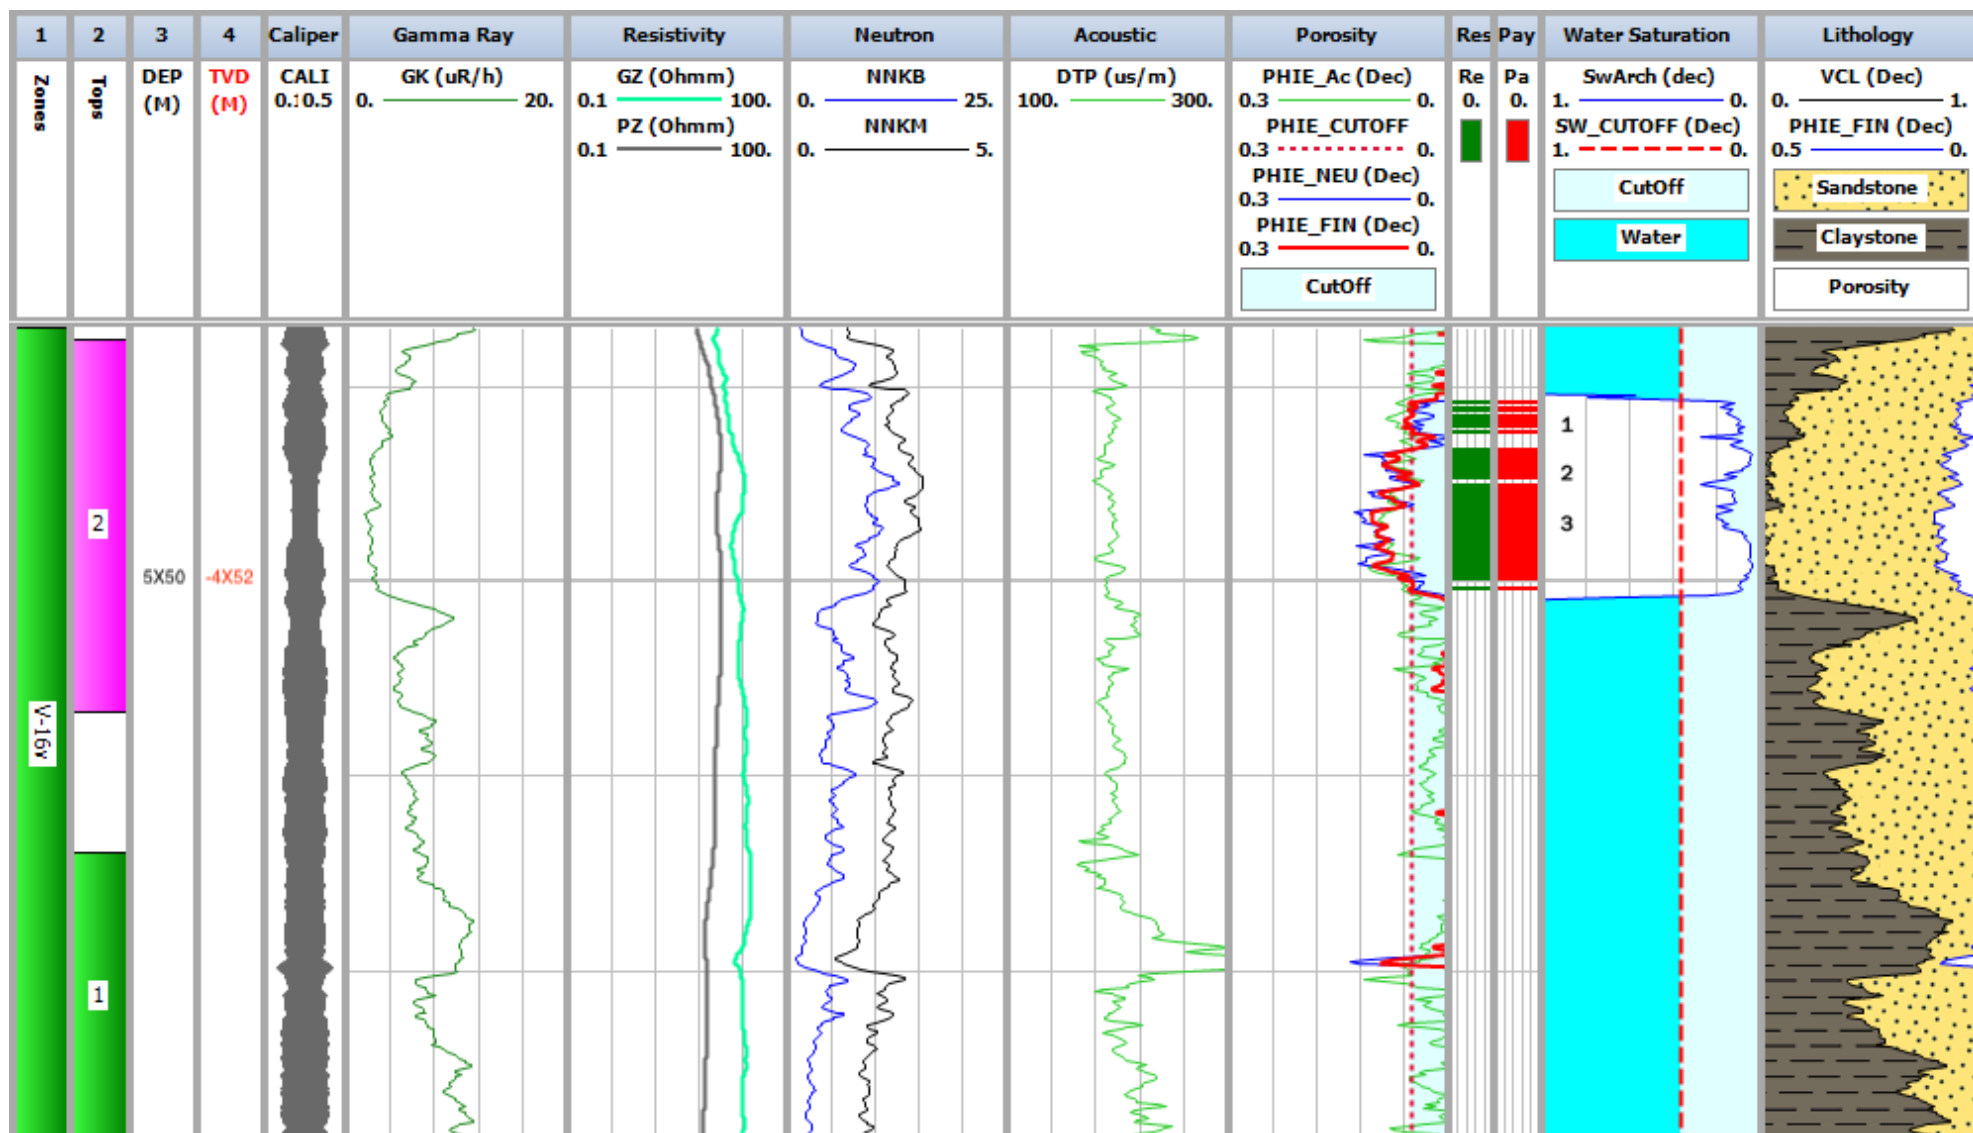 1 2 3 4 Caliper Gamma Ray Resistivity Neutron Acoustic Porosity Res Pay Water Saturation Lithology
Zones
Tops
DEP
(M)
TVD
(M)
CALI
0.10.5
GK (uR/h)
0. 20.
GZ (Ohmm)
0.1 100.
PZ (Ohmm)
0.1 100.
NNKB
0. 25.
NNKM
0. 5.
DTP (us/m)
100. 300.
PHIE_Ac (Dec)
0.3 0.
PHIE_CUTOFF
0.3 0.
PHIE_NEU (Dec)
0.3 0.
PHIE_FIN (Dec)
0.3 0.
CutOff
Re
0.
Pa
0.
SwArch (dec)
1. 0.
SW_CUTOFF (Dec)
1. 0.
CutOff
Water
VCL (Dec)
0. 1.
PHIE_FIN (Dec)
0.5 0.
Sandstone
Claystone
Porosity
V-16v
2
1
5X50
-4X52
1
2
3